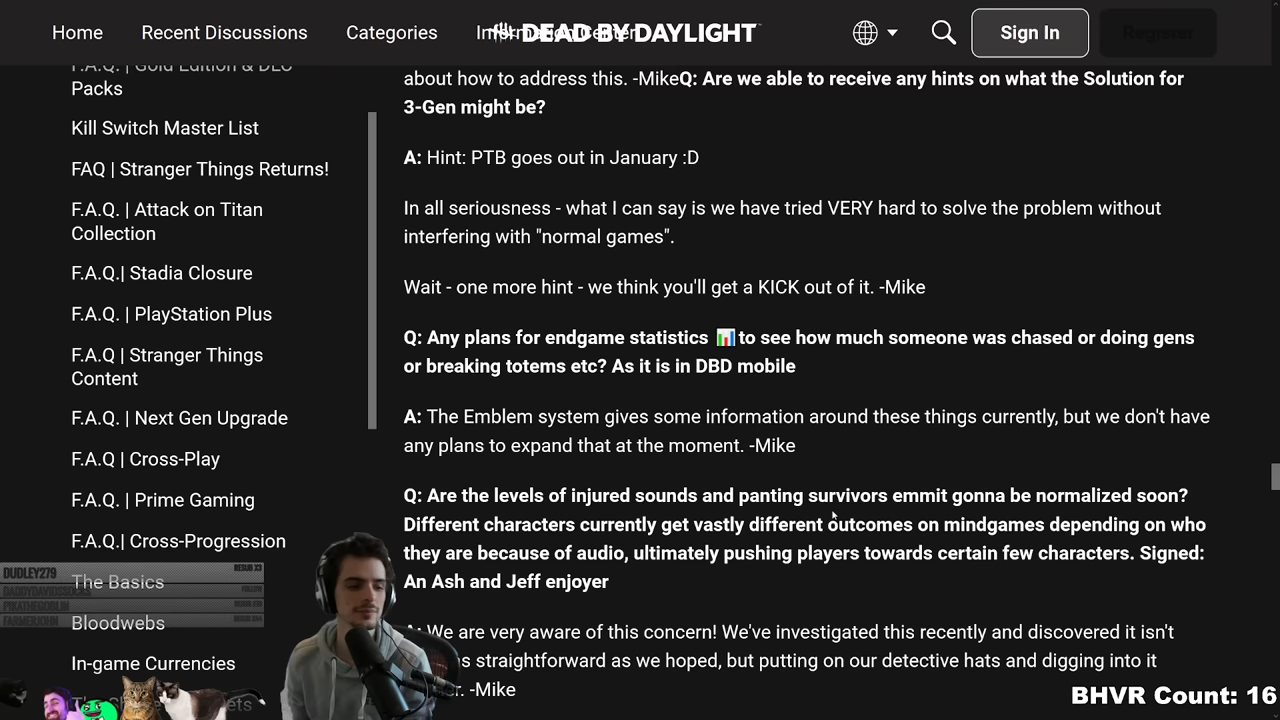 Home
Recent Discussions
Categories
DEAD BY DAYLIGHT
Sign In
Register
F.A.Q. | Gold Edition & DLC
Packs
Kill Switch Master List
FAQ | Stranger Things Returns!
F.A.Q. | Attack on Titan
Collection
F.A.Q.| Stadia Closure
F.A.Q. | PlayStation Plus
F.A.Q | Stranger Things
Content
F.A.Q. | Next Gen Upgrade
F.A.Q | Cross-Play
F.A.Q. | Prime Gaming
F.A.Q.| Cross-Progression
The Basics
Bloodwebs
In-game Currencies
about how to address this. -MikeQ: Are we able to receive any hints on what the Solution for
3-Gen might be?
A: Hint: PTB goes out in January :D
In all seriousness - what I can say is we have tried VERY hard to solve the problem without
interfering with "normal games".
Wait - one more hint - we think you'll get a KICK out of it. -Mike
Q: Any plans for endgame statistics 📊 to see how much someone was chased or doing gens
or breaking totems etc? As it is in DBD mobile
A: The Emblem system gives some information around these things currently, but we don't have
any plans to expand that at the moment. -Mike
Q: Are the levels of injured sounds and panting survivors emmit gonna be normalized soon?
Different characters currently get vastly different outcomes on mindgames depending on who
they are because of audio, ultimately pushing players towards certain few characters. Signed:
An Ash and Jeff enjoyer
A: We are very aware of this concern! We've investigated this recently and discovered it isn't
straightforward as we hoped, but putting on our detective hats and digging into it
-Mike
DUDLEY279
BHVR Count: 16